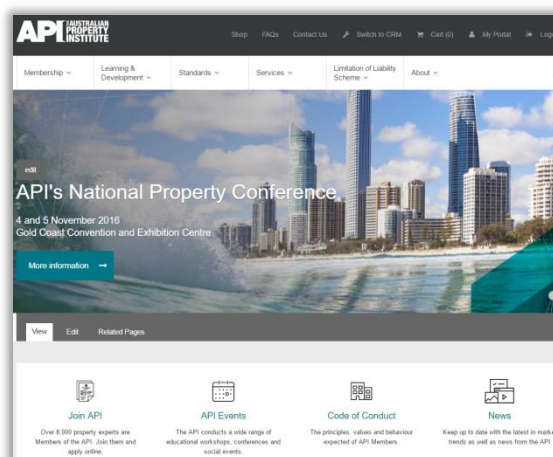 API THE AUSTRALIAN PROPERTY INSTITUTE
Shop FAQs Contact Us Switch to CRM Cart (0) My Portal
Membership
Learning & Development
Standards
Services
Limitation of Liability Scheme
About
edit
API's National Property Conference
4 and 5 November 2016
Gold Coast Convention and Exhibition Centre
More information →
View Edit Related Pages
Join API
Over 8,000 property experts are
Members of the API. Join them and
apply online.
API Events
The API conducts a wide range of
educational workshops, conferences and
social events.
Code of Conduct
The principles, values and behaviour
expected of API Members.
News
Keep up to date with the latest in
trends as well as news from the API